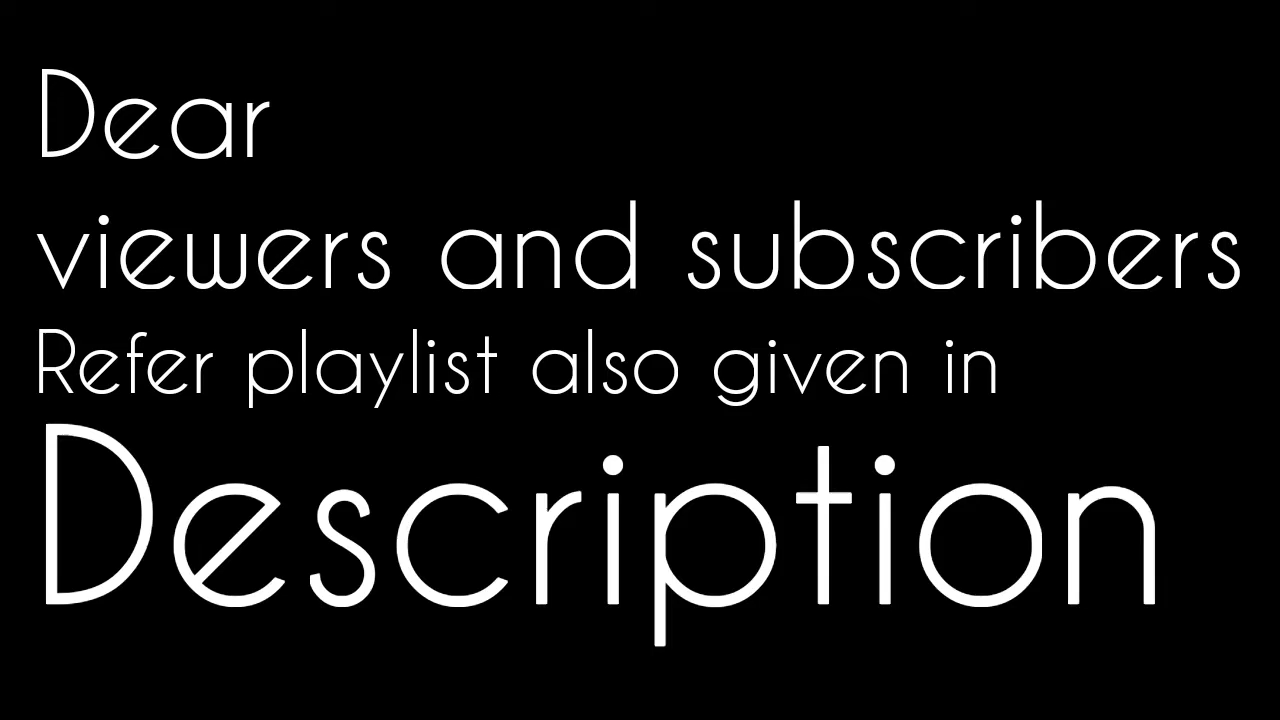 Dear
viewers and subscribers
Refer playlist also given in
Description